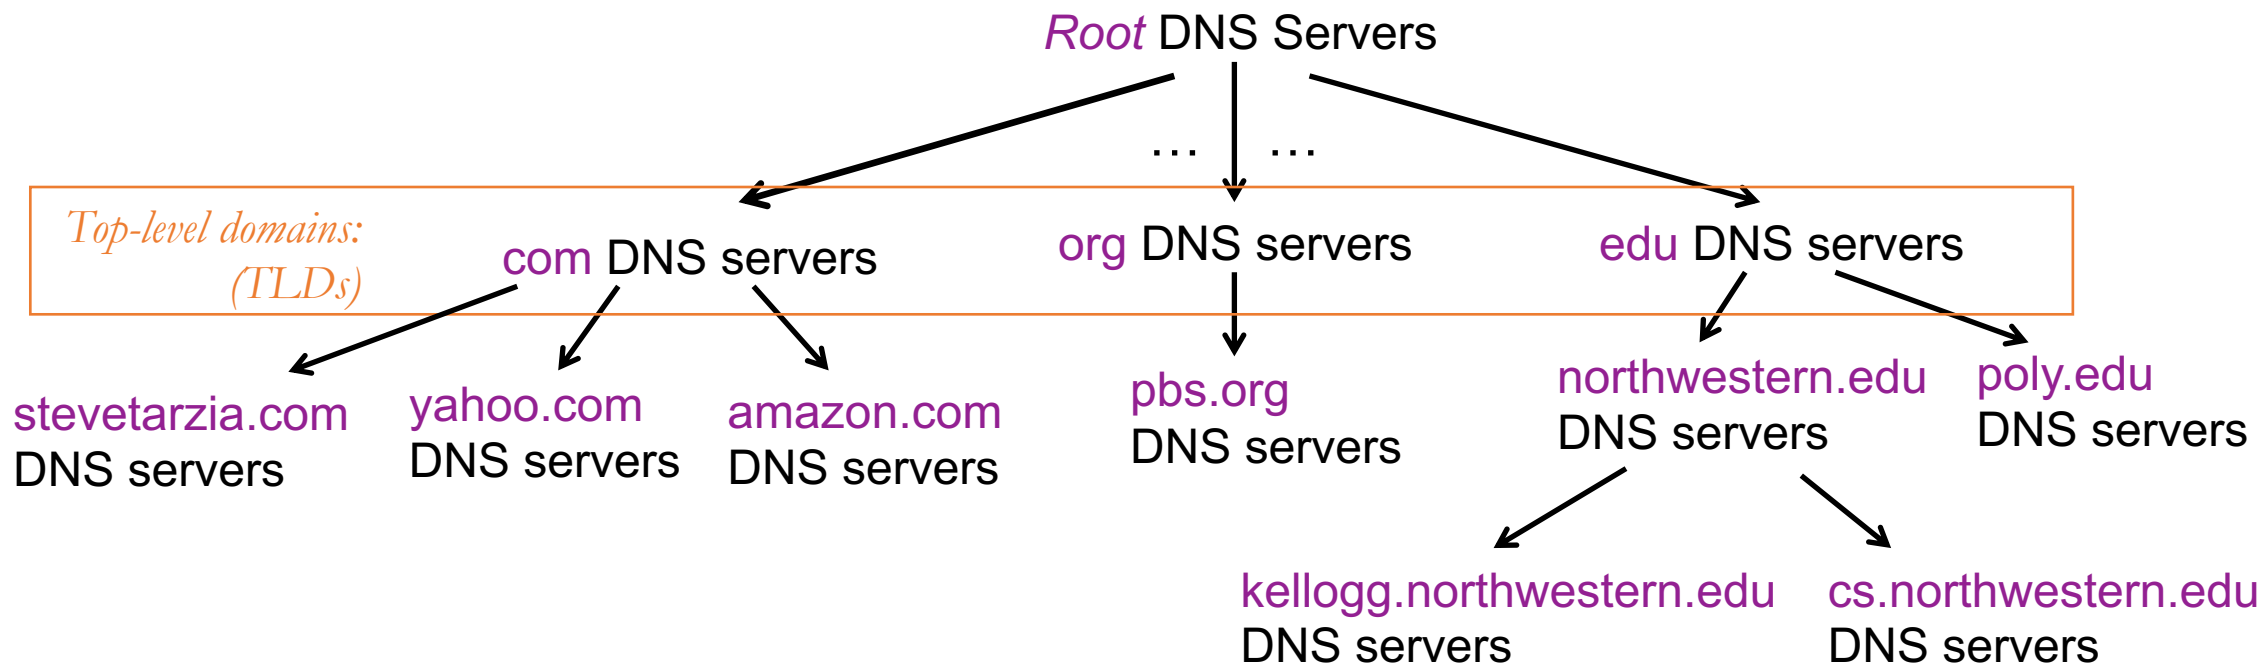 Root DNS Servers
… …
Top-level domains:
(TLDs)
com DNS servers
org DNS servers
edu DNS servers
stevetarzia.com
DNS servers
yahoo.com
DNS servers
amazon.com
DNS servers
pbs.org
DNS servers
northwestern.edu
DNS servers
poly.edu
DNS servers
kellogg.northwestern.edu
DNS servers
cs.northwestern.edu
DNS servers